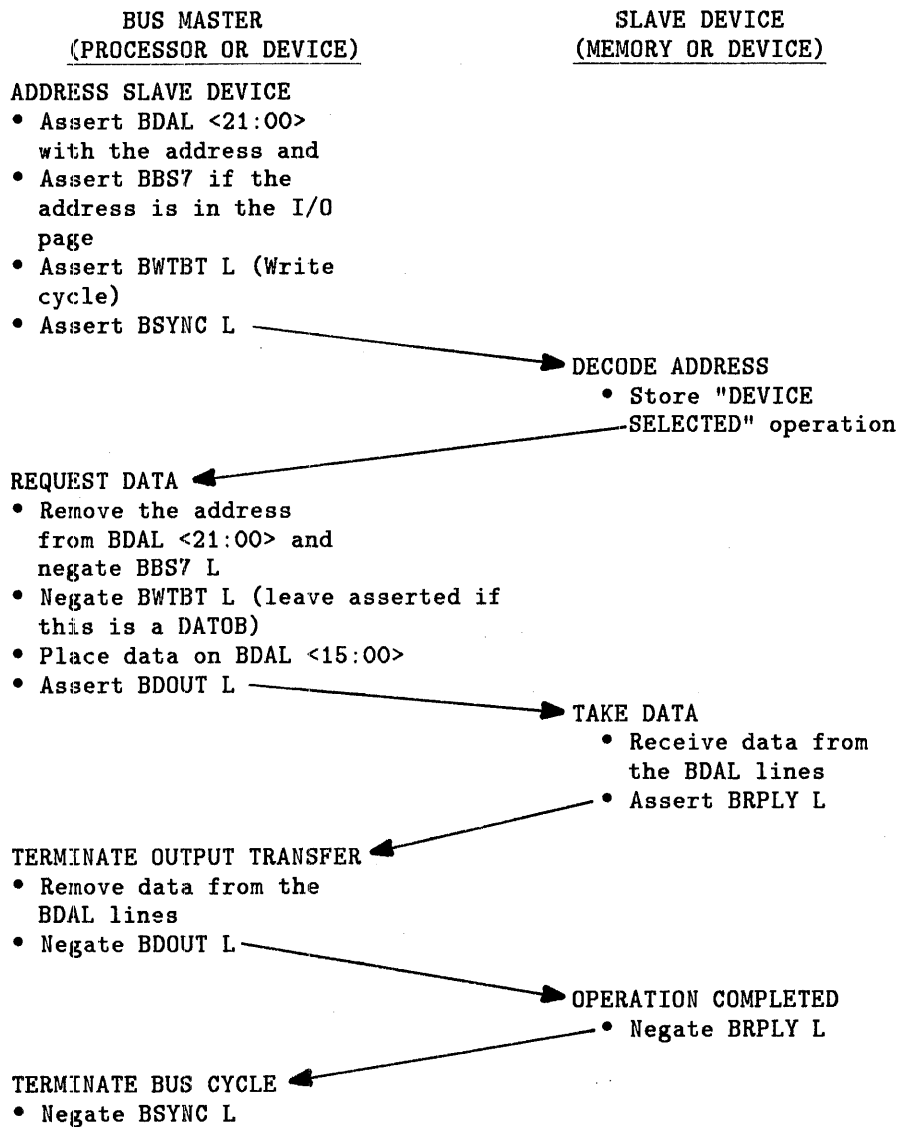 BUS MASTER
(PROCESSOR OR DEVICE)
SLAVE DEVICE
(MEMORY OR DEVICE)
ADDRESS SLAVE DEVICE
• Assert BDAL <21:00>
with the address and
• Assert BBS7 if the
address is in the I/O
page
• Assert BWTBT L (Write
cycle)
• Assert BSYNC L
DECODE ADDRESS
• Store "DEVICE
SELECTED" operation
REQUEST DATA
• Remove the address
from BDAL <21:00> and
negate BBS7 L
• Negate BWTBT L (leave asserted if
this is a DATOB)
• Place data on BDAL <15:00>
• Assert BDOUT L
TAKE DATA
• Receive data from
the BDAL lines
• Assert BRPLY L
TERMINATE OUTPUT TRANSFER
• Remove data from the
BDAL lines
• Negate BDOUT L
OPERATION COMPLETED
• Negate BRPLY L
TERMINATE BUS CYCLE
• Negate BSYNC L